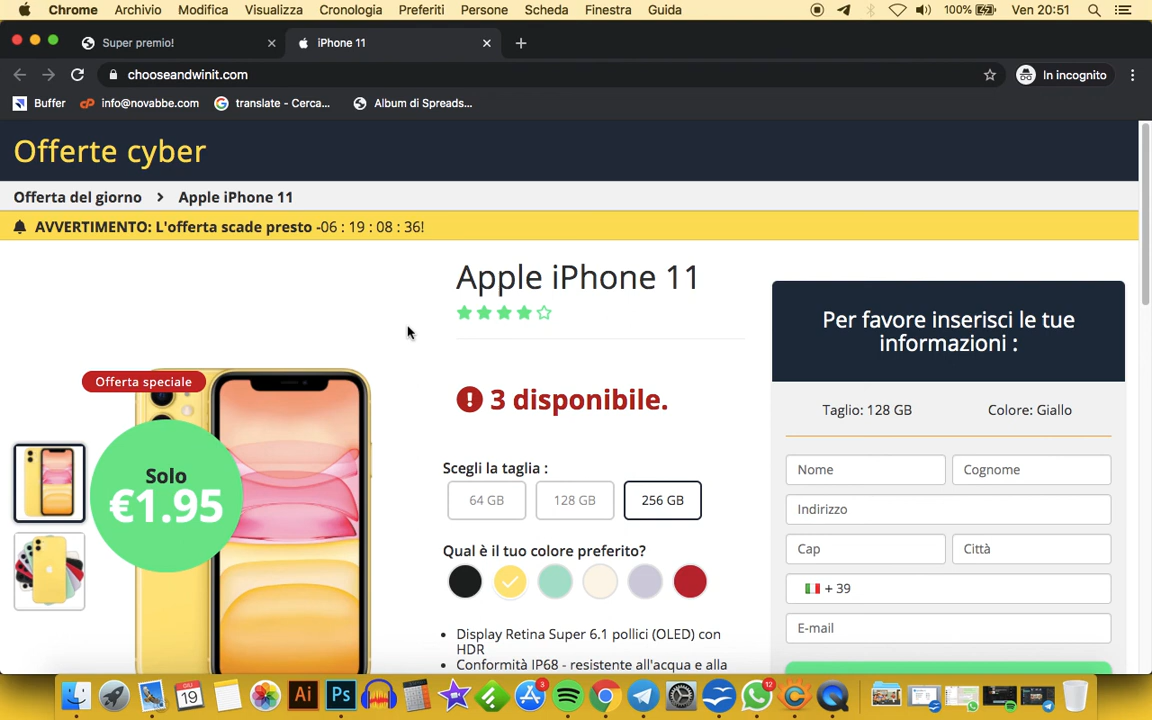 Chrome Archivio Modifica Visualizza Cronologia Preferiti Persone Scheda Finestra Guida 100% Ven 20:51
Super premio! iPhone 11
chooseandwinit.com In incognito
Buffer info@novabbe.com translate - Cerca... Album di Spreads...
Offerte cyber
Offerta del giorno > Apple iPhone 11
AVVERTIMENTO: L'offerta scade presto -06 : 19 : 08 : 36!
Apple iPhone 11
Per favore inserisci le tue
informazioni :
Offerta speciale
3 disponibile.
Taglio: 128 GB Colore: Giallo
Solo
€1.95
Scegli la taglia :
64 GB 128 GB 256 GB
Nome Cognome
Indirizzo
Qual è il tuo colore preferito?
Cap Città
+ 39
E-mail
Display Retina Super 6.1 pollici (OLED) con
HDR
Conformità IP68 - resistente all'acqua e alla
3 12
19 Ai Ps